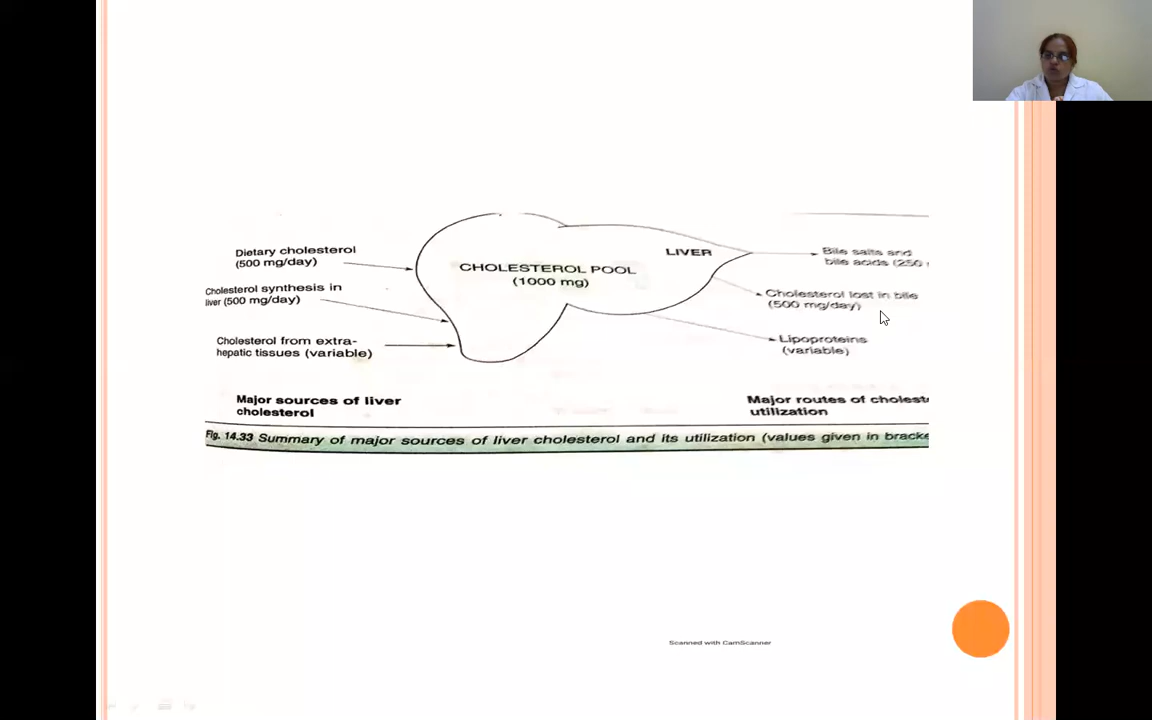 Dietary cholesterol
(500 mg/day)
Cholesterol synthesis in
liver (500 mg/day)
Cholesterol from extra-
hepatic tissues (variable)
Major sources of liver
cholesterol
CHOLESTEROL POOL
(1000 mg)
LIVER
Bile salts and
bile acids (250
Cholesterol lost in bile
(500 mg/day)
Lipoproteins
(variable)
Major routes of cholest
utilization
Fig. 14.33 Summary of major sources of liver cholesterol and its utilization (values given in bracke
Scanned with CamScanner